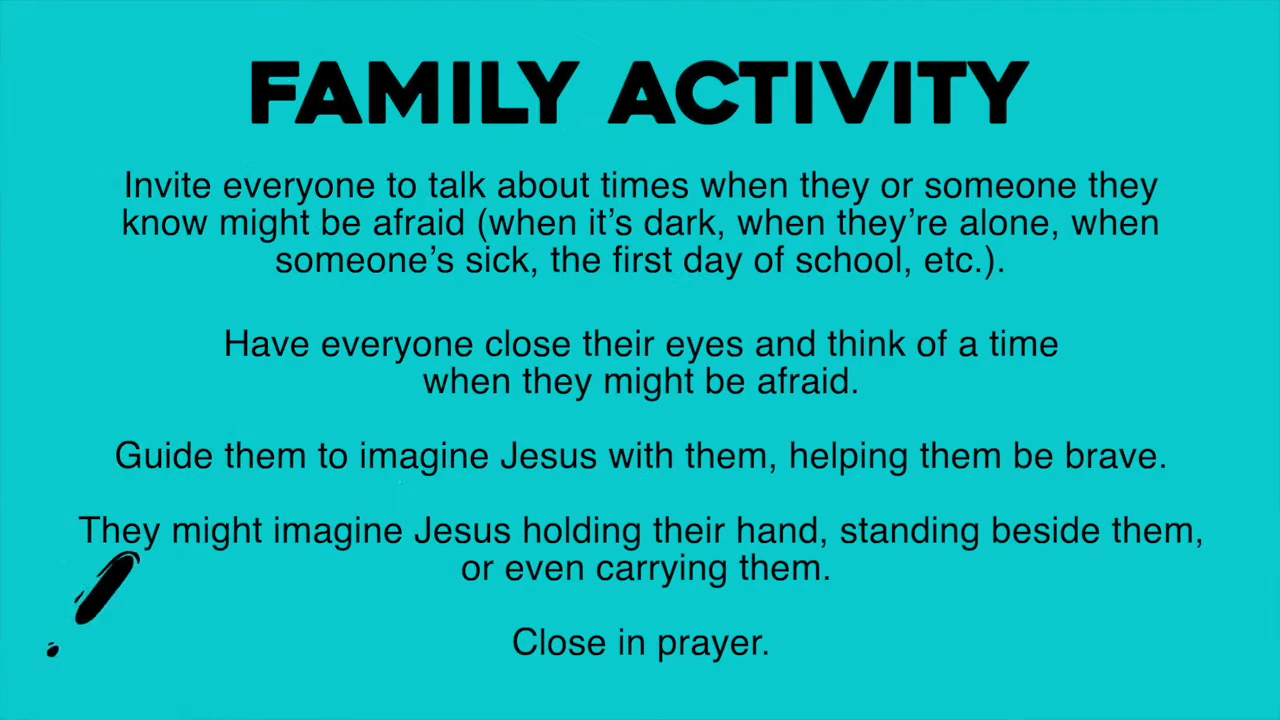 FAMILY ACTIVITY
Invite everyone to talk about times when they or someone they
know might be afraid (when it’s dark, when they’re alone, when
someone’s sick, the first day of school, etc.).
Have everyone close their eyes and think of a time
when they might be afraid.
Guide them to imagine Jesus with them, helping them be brave.
They might imagine Jesus holding their hand, standing beside them,
or even carrying them.
Close in prayer.